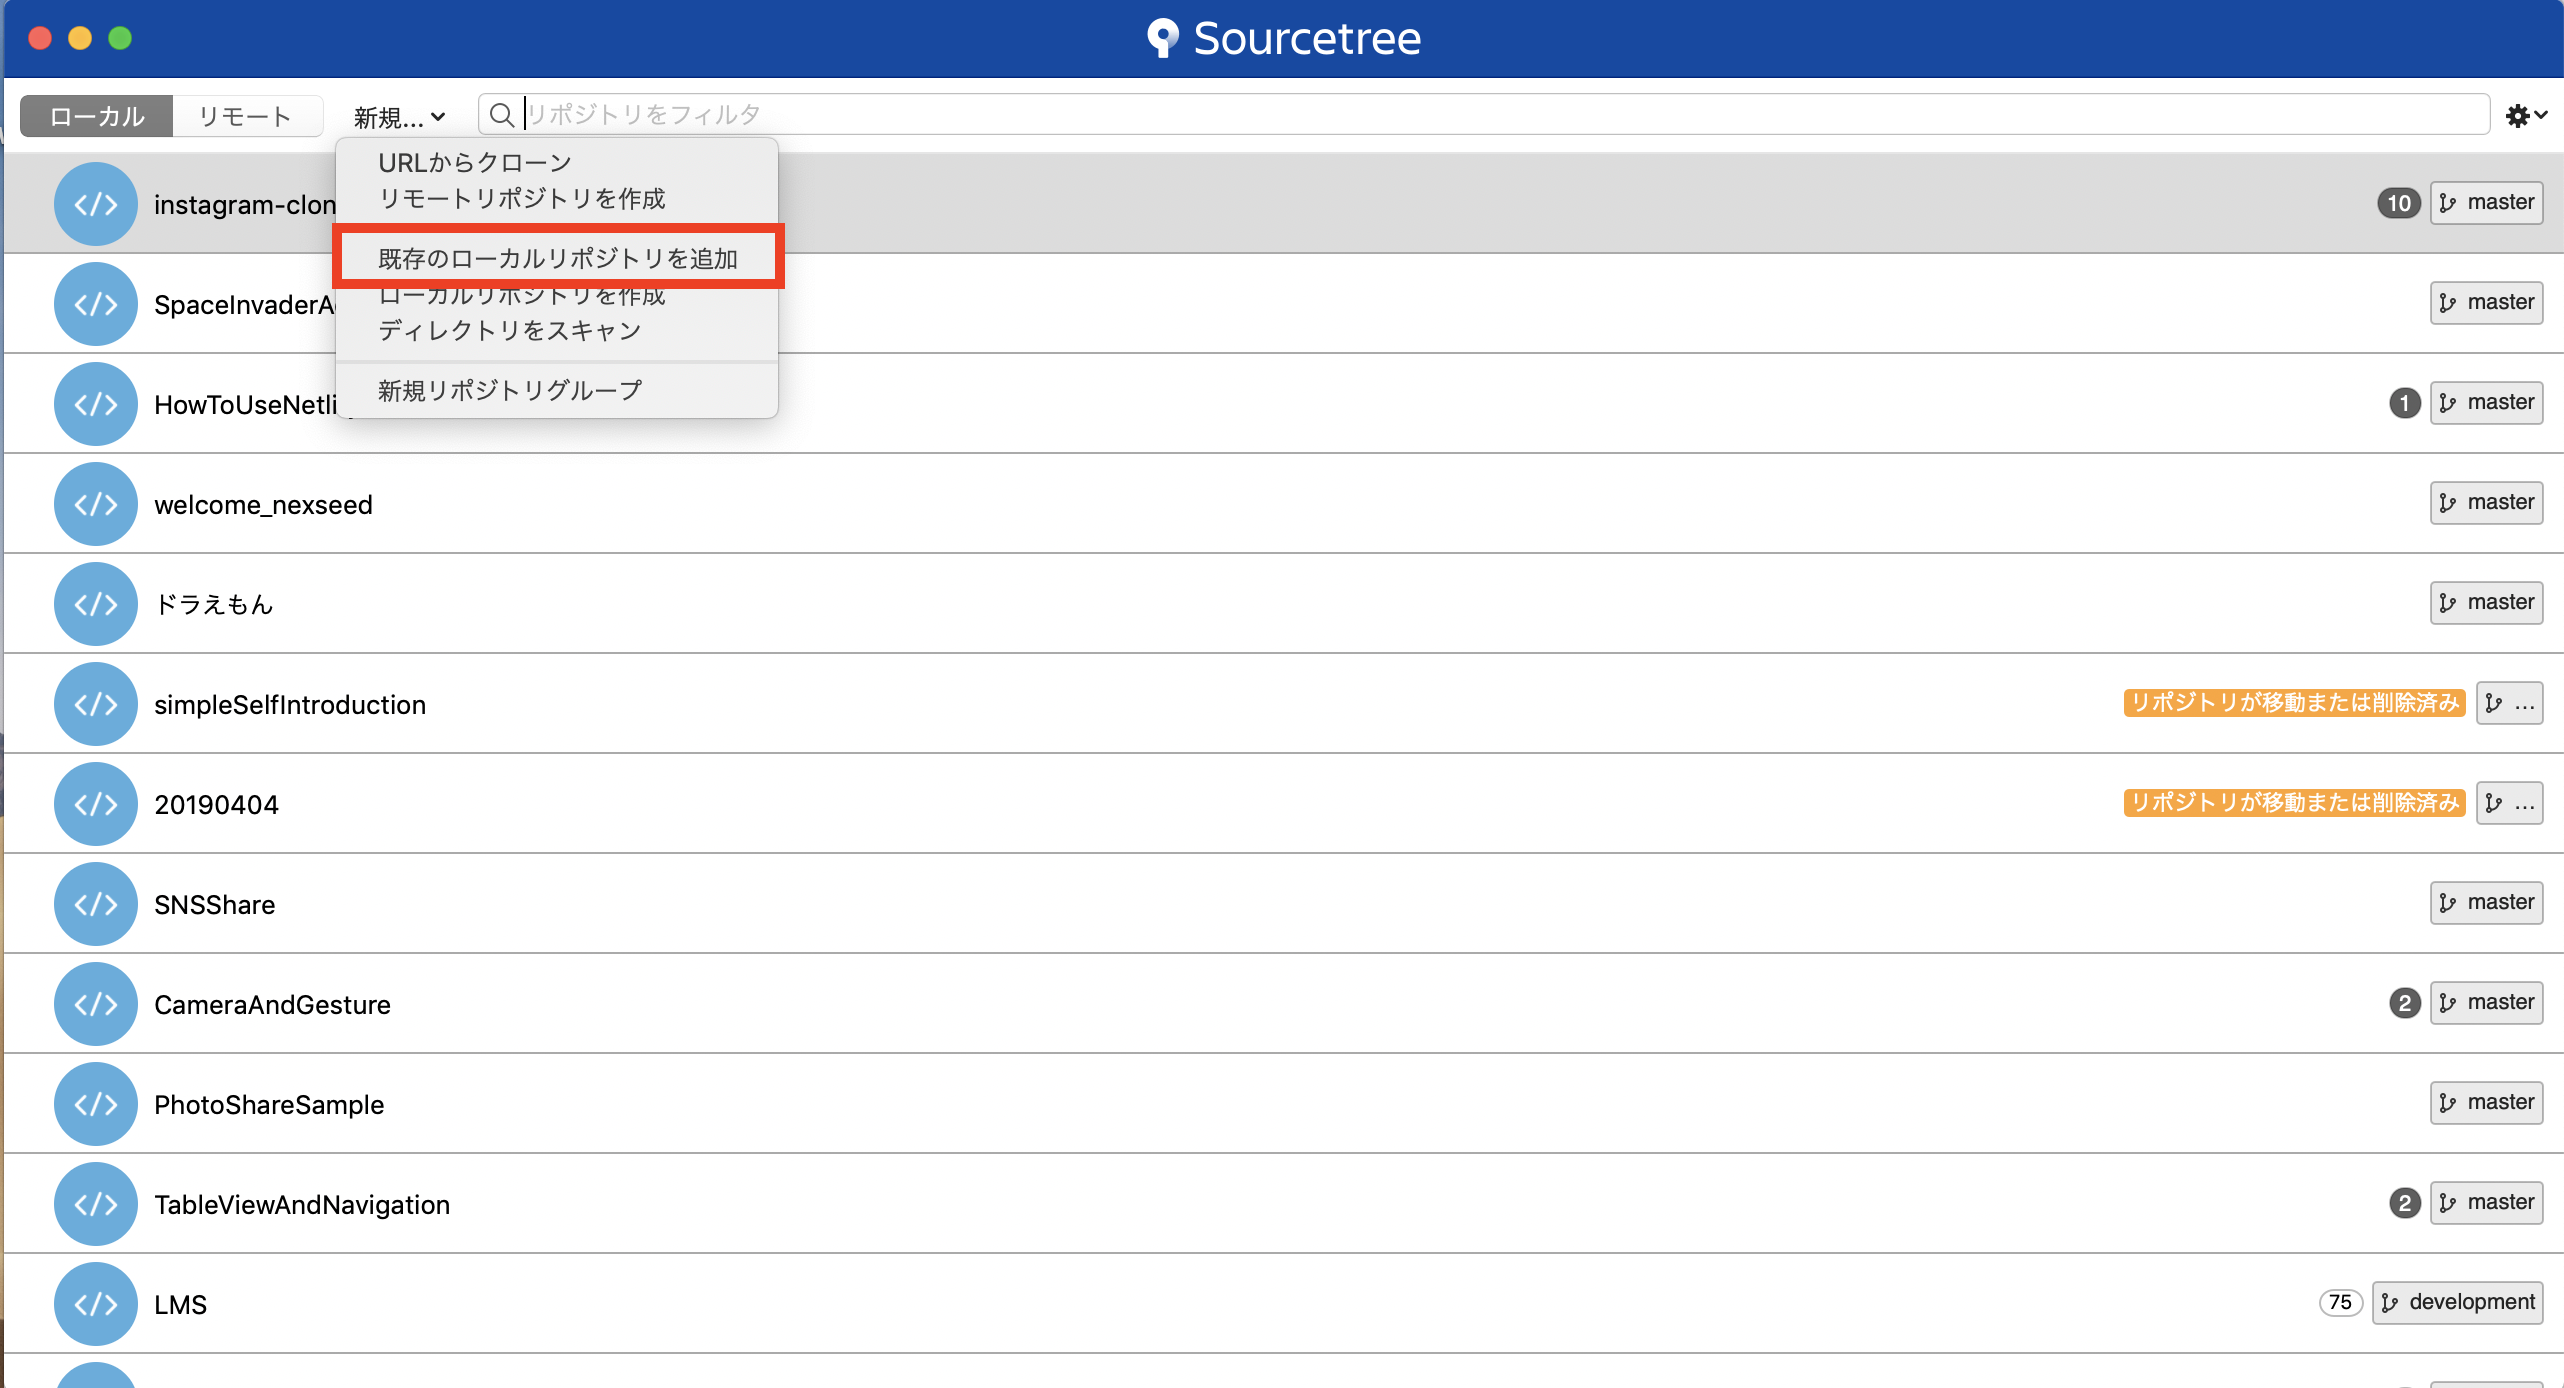 Sourcetree
ローカル リモート 新規... リポジトリをフィルタ
URLからクローン
リモートリポジトリを作成
既存のローカルリポジトリを追加
ローカルリポジトリを作成
ディレクトリをスキャン
新規リポジトリグループ
instagram-clon 10 master
SpaceInvaderA master
HowToUseNetli 1 master
welcome_nexseed master
ドラえもん master
simpleSelfIntroduction リポジトリが移動または削除済み ...
20190404 リポジトリが移動または削除済み ...
SNSShare master
CameraAndGesture 2 master
PhotoShareSample master
TableViewAndNavigation 2 master
LMS 75 development